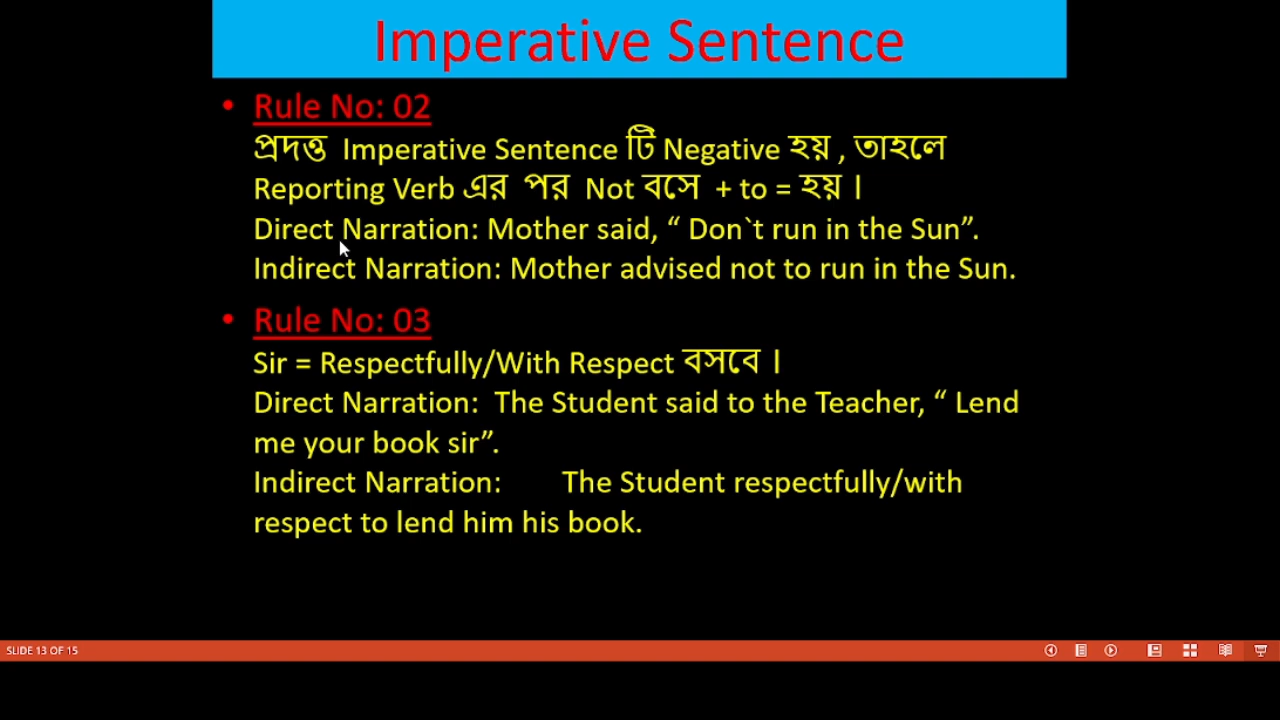 Imperative Sentence
• Rule No: 02
প্রদত্ত Imperative Sentence টি Negative হয় , তাহলে
Reporting Verb এর পর Not বসে + to = হয় ।
Direct Narration: Mother said, “ Don`t run in the Sun”.
Indirect Narration: Mother advised not to run in the Sun.
• Rule No: 03
Sir = Respectfully/With Respect বসবে ।
Direct Narration: The Student said to the Teacher, “ Lend
me your book sir”.
Indirect Narration: The Student respectfully/with
respect to lend him his book.
SLIDE 13 OF 15